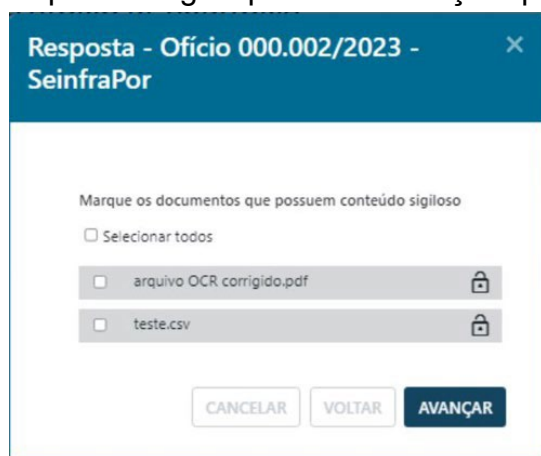 Resposta - Ofício 000.002/2023 -
SeinfraPor
Marque os documentos que possuem conteúdo sigiloso
Selecionar todos
arquivo OCR corrigido.pdf
teste.csv
CANCELAR VOLTAR AVANÇAR